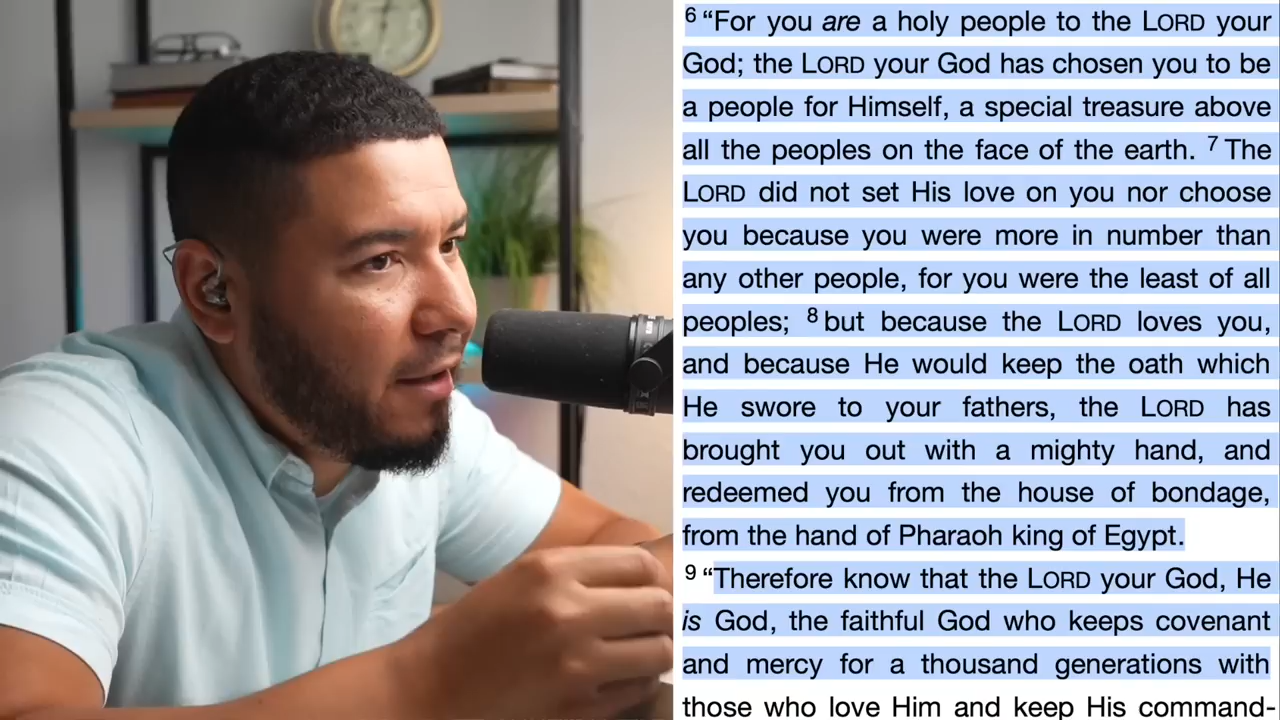 6 “For you are a holy people to the LORD your
God; the LORD your God has chosen you to be
a people for Himself, a special treasure above
all the peoples on the face of the earth. 7 The
LORD did not set His love on you nor choose
you because you were more in number than
any other people, for you were the least of all
peoples; 8 but because the LORD loves you,
and because He would keep the oath which
He swore to your fathers, the LORD has
brought you out with a mighty hand, and
redeemed you from the house of bondage,
from the hand of Pharaoh king of Egypt.
9 “Therefore know that the LORD your God, He
is God, the faithful God who keeps covenant
and mercy for a thousand generations with
those who love Him and keep His command-